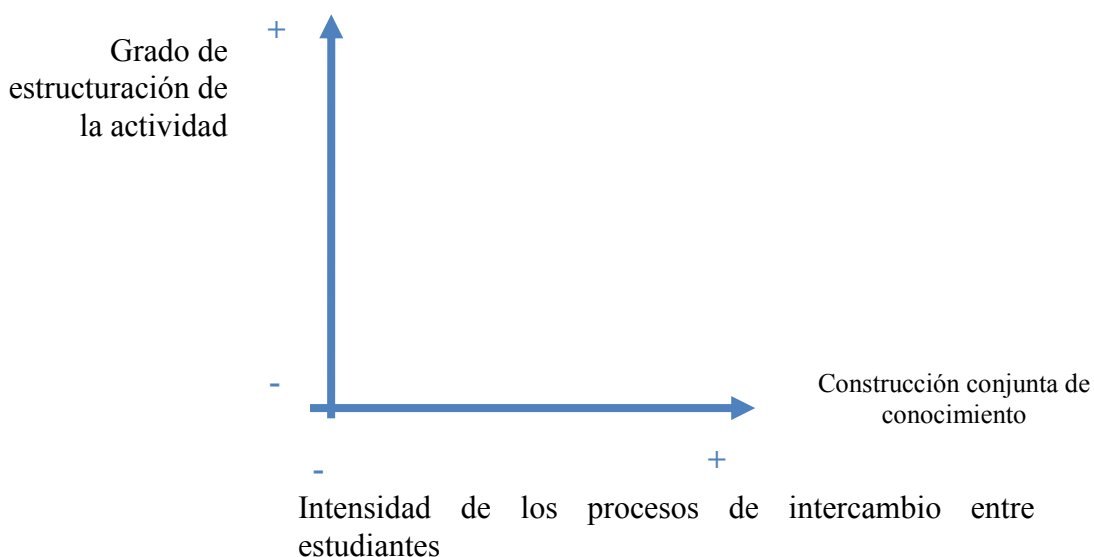 +
Grado de
estructuración de
la actividad
-
Construcción conjunta de
conocimiento
-
+
Intensidad de los procesos de intercambio entre
estudiantes